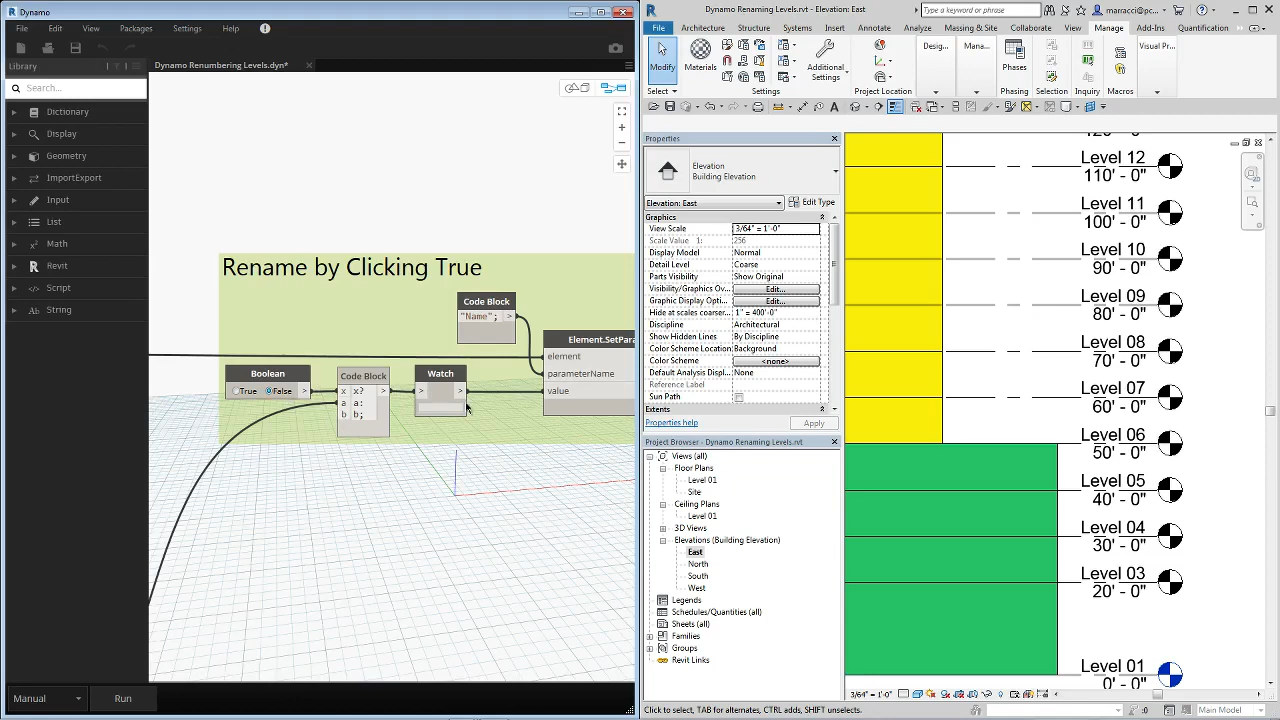 Dynamo
File Edit View Packages Settings Help
Library
Dynamo Renumbering Levels.dyn*
Search...
Dictionary
Display
Geometry
ImportExport
Input
List
Math
Revit
Script
String
Rename by Clicking True
Code Block
"Name"; >
Element.SetPara
element
parameterName
value
Boolean
True False >
Code Block
x x? >
a a:
b b;
Watch
> >
Manual
Run
Dynamo Renaming Levels.rvt - Elevation: East
Type a keyword or phrase
maracci@pc...
File Architecture Structure Steel Systems Insert Annotate Analyze Massing & Site Collaborate View Manage Add-Ins Quantification
Modify
Materials
Additional
Settings
Desig...
Mana...
Phases
Visual Pr...
Select
Settings
Project Location
Phasing
Selection
Inquiry
Macros
Properties
Elevation
Building Elevation
Elevation: East
Edit Type
Graphics
View Scale 3/64" = 1'-0"
Scale Value 1: 256
Display Model Normal
Detail Level Coarse
Parts Visibility Show Original
Visibility/Graphics Ov... Edit...
Graphic Display Opti... Edit...
Hide at scales coarser... 1" = 400'-0"
Discipline Architectural
Show Hidden Lines By Discipline
Color Scheme Location Background
Color Scheme <none>
Default Analysis Displ... None
Reference Label
Sun Path
Extents
Properties help
Apply
Project Browser - Dynamo Renaming Levels.rvt
Views (all)
Floor Plans
Level 01
Site
Ceiling Plans
Level 01
3D Views
Elevations (Building Elevation)
East
North
South
West
Legends
Schedules/Quantities (all)
Sheets (all)
Families
Groups
Revit Links
Level 12
110' - 0"
Level 11
100' - 0"
Level 10
90' - 0"
Level 09
80' - 0"
Level 08
70' - 0"
Level 07
60' - 0"
Level 06
50' - 0"
Level 05
40' - 0"
Level 04
30' - 0"
Level 03
20' - 0"
Level 01
0' - 0"
3/64" = 1'-0"
Click to select, TAB for alternates, CTRL adds, SHIFT unselects.
:0
Main Model